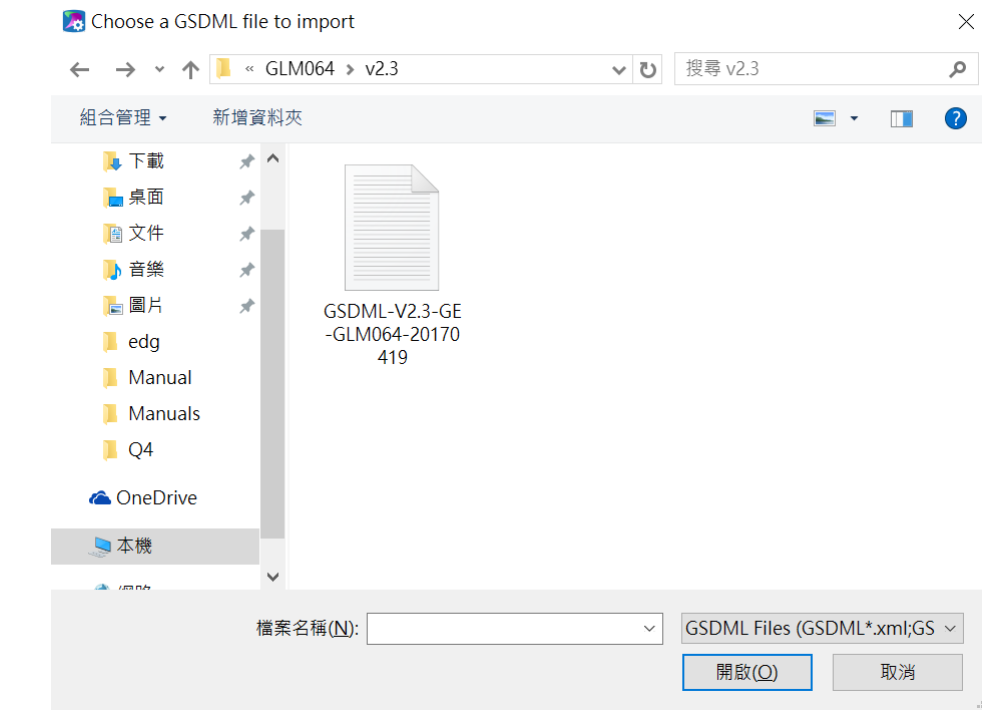 Choose a GSDML file to import
« GLM064 › v2.3
搜尋 v2.3
組合管理
新增資料夾
下載
桌面
文件
音樂
圖片
edg
Manual
Manuals
Q4
OneDrive
本機
GSDML-V2.3-GE
-GLM064-20170
419
檔案名稱(N):
GSDML Files (GSDML*.xml;GS
開啟(O)
取消